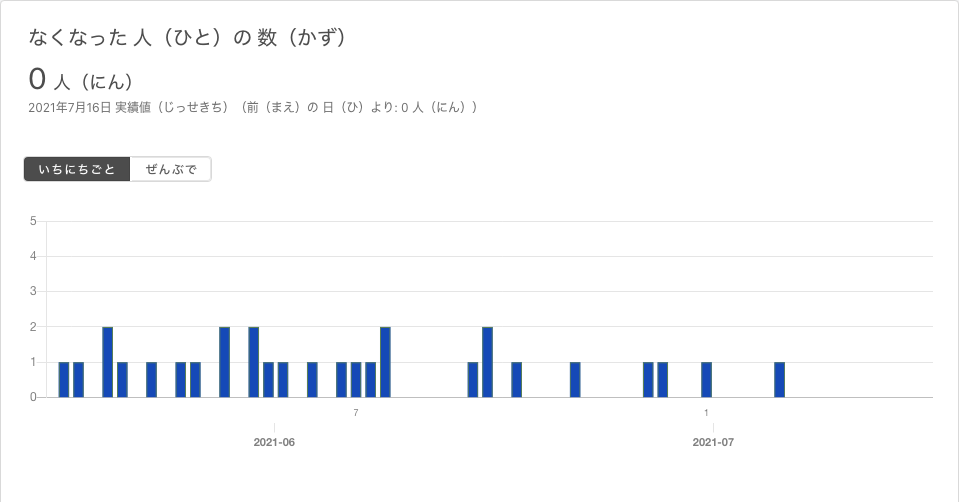 なくなった 人（ひと）の 数（かず）
0 人（にん）
2021年7月16日 実績値（じっせきち）（前（まえ）の 日（ひ）より: 0 人（にん））
いちにちごと ぜんぶで
5
4
3
2
1
0
7 1
2021-06 2021-07